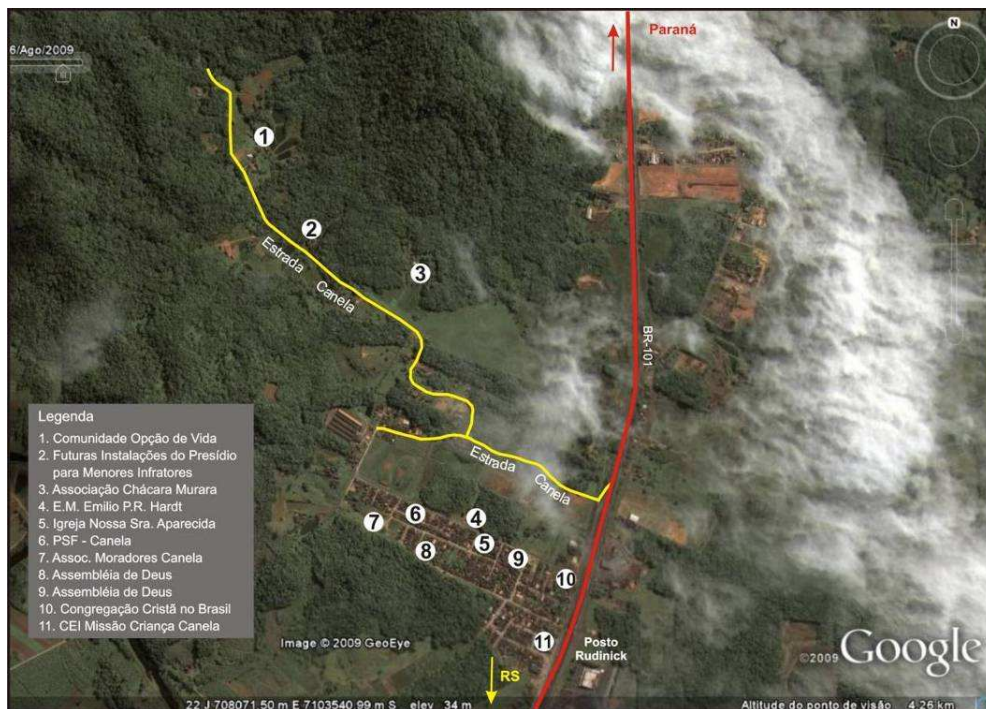 6/Ago/2009
N
Paraná
1
2
3
Estrada Canela
BR-101
Legenda
1. Comunidade Opção de Vida
2. Futuras Instalações do Presídio
para Menores Infratores
3. Associação Chácara Murara
4. E.M. Emilio P.R. Hardt
5. Igreja Nossa Sra. Aparecida
6. PSF - Canela
7. Assoc. Moradores Canela
8. Assembléia de Deus
9. Assembléia de Deus
10. Congregação Cristã no Brasil
11. CEI Missão Criança Canela
Estrada Canela
7
6
4
8
5
9
10
11
Image © 2009 GeoEye
Posto
Rudinick
RS
©2009 Google
22 J 708071.50 m E 7103540.99 m S elev. 34 m
Altitude do ponto de visão 4.26 km